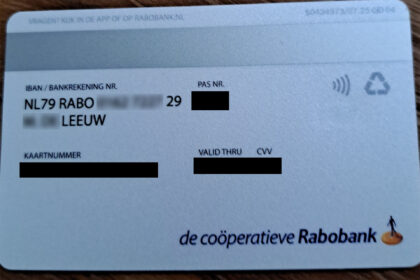 VRAGEN? KIJK IN DE APP OF OP RABOBANK.NL
IBAN / BANKREKENING NR. PAS NR.
NL79 RABO 29
LEEUW
KAARTNUMMER VALID THRU CVV
de coöperatieve Rabobank